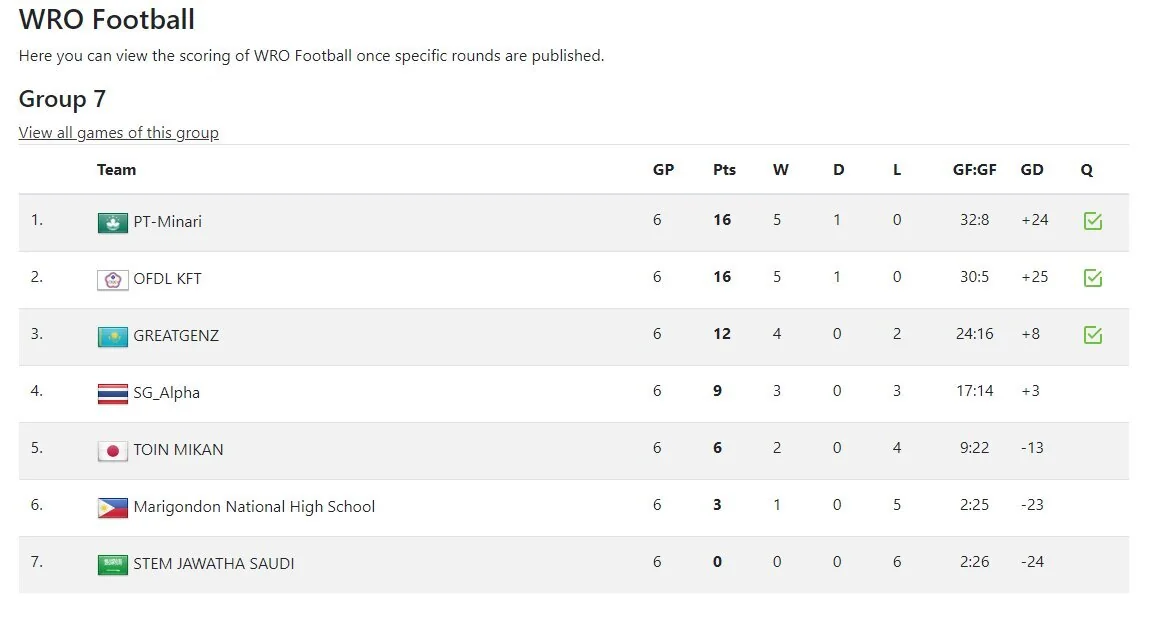 WRO Football
Here you can view the scoring of WRO Football once specific rounds are published.
Group 7
View all games of this group
Team GP Pts W D L GF:GF GD Q
1. PT-Minari 6 16 5 1 0 32:8 +24
2. OFDL KFT 6 16 5 1 0 30:5 +25
3. GREATGENZ 6 12 4 0 2 24:16 +8
4. SG_Alpha 6 9 3 0 3 17:14 +3
5. TOIN MIKAN 6 6 2 0 4 9:22 -13
6. Marigondon National High School 6 3 1 0 5 2:25 -23
7. STEM JAWATHA SAUDI 6 0 0 0 6 2:26 -24